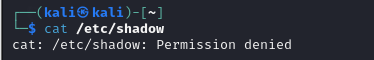 ┌──(kali㉿kali)-[~]
└─$ cat /etc/shadow
cat: /etc/shadow: Permission denied